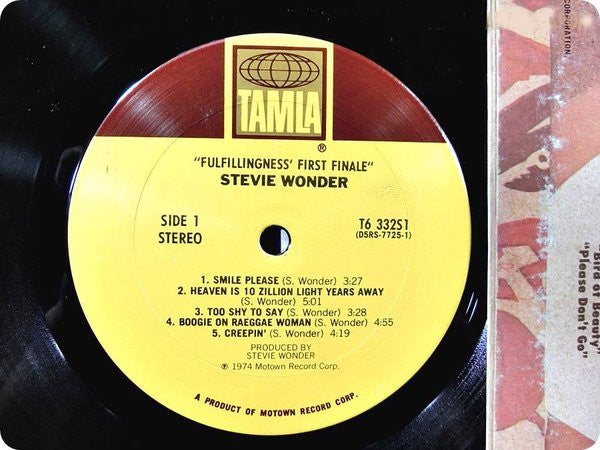 TAMLA
®
"FULFILLINGNESS' FIRST FINALE"
STEVIE WONDER
SIDE 1
STEREO
T6 332S1
(D5RS-7725-1)
1. SMILE PLEASE (S. Wonder) 3:27
2. HEAVEN IS 10 ZILLION LIGHT YEARS AWAY
(S. Wonder) 5:01
3. TOO SHY TO SAY (S. Wonder) 3:28
4. BOOGIE ON RAEGGAE WOMAN (S. Wonder) 4:55
5. CREEPIN' (S. Wonder) 4:19
PRODUCED BY
STEVIE WONDER
℗ 1974 Motown Record Corp.
A PRODUCT OF MOTOWN RECORD CORP.
CORPORATION
"Bird of Beauty"
"Please Don't Go"